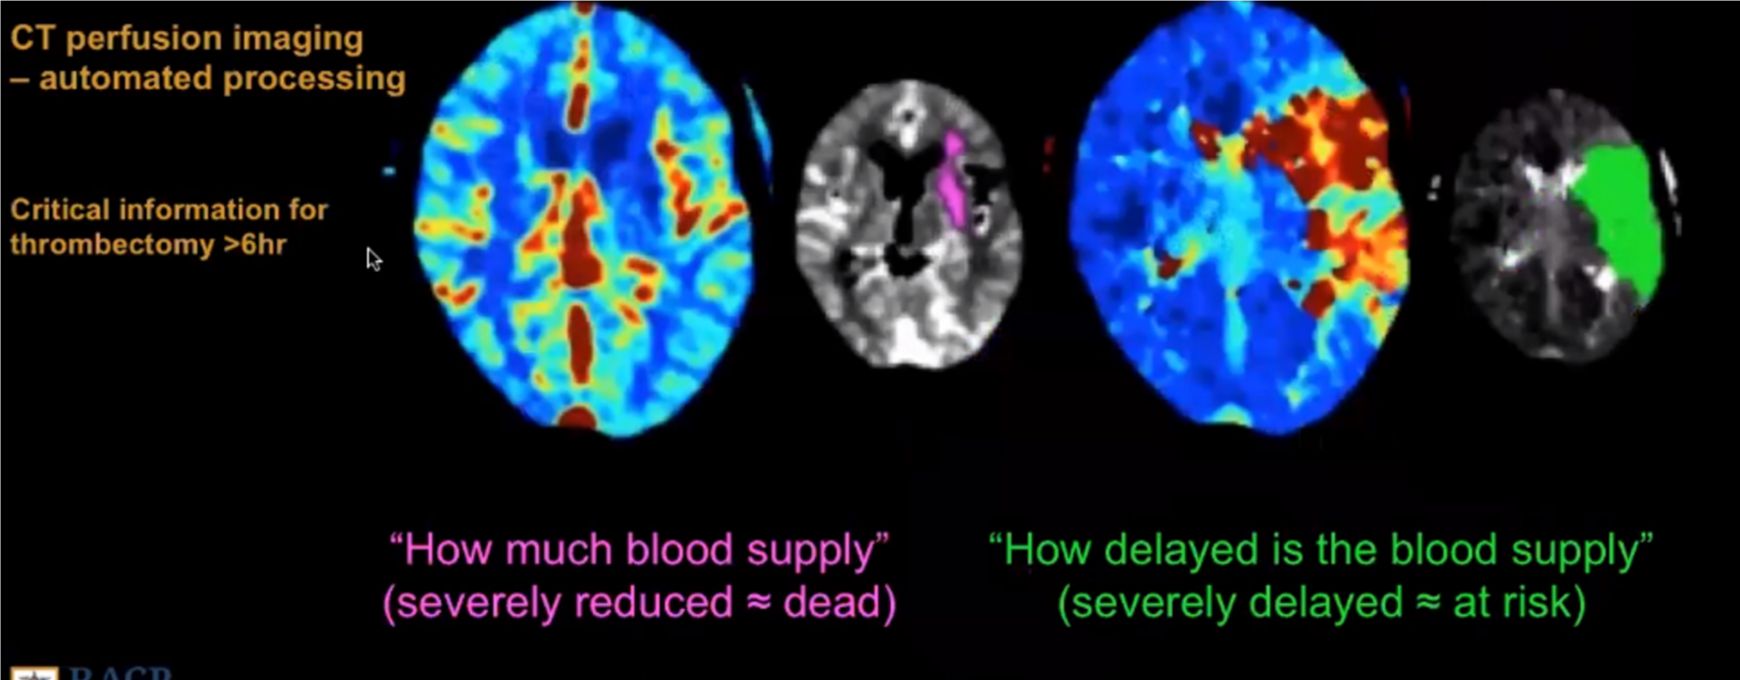 CT perfusion imaging
– automated processing
Critical information for
thrombectomy >6hr
“How much blood supply”
(severely reduced ≈ dead)
“How delayed is the blood supply”
(severely delayed ≈ at risk)
RACP